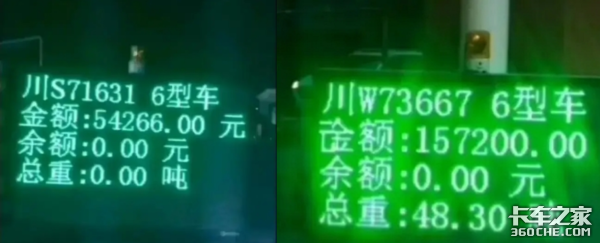 川S71631 6型车
金额:54266.00 元
余额:0.00 元
总重:0.00 吨
川W73667 6型车
金额:157200.00
余额:0.00 元
总重:48.30
卡车之家
360CHE.COM